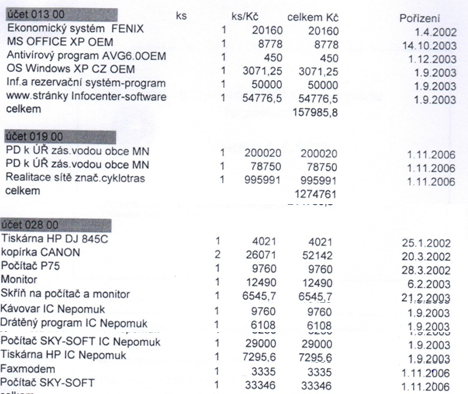 účet 013 00 ks ks/Kč celkem Kč Pořízení
Ekonomický systém FENIX 1 20160 20160 1.4.2002
MS OFFICE XP OEM 1 8778 8778 14.10.2003
Antivírový program AVG6.0OEM 1 450 450 1.12.2003
OS Windows XP CZ OEM 1 3071,25 3071,25 1.9.2003
Inf.a rezervační systém-program 1 50000 50000 1.9.2003
www.stránky Infocenter-software 1 54776,5 54776,5 1.9.2003
celkem 157985,8
účet 019 00
PD k ÚŘ zás.vodou obce MN 1 200020 200020 1.11.2006
PD k ÚŘ zás.vodou obce MN 1 78750 78750 1.11.2006
Realitace sítě znač.cyklotras 1 995991 995991 1.11.2006
celkem 1274761
účet 028 00
Tiskárna HP DJ 845C 1 4021 4021 25.1.2002
kopírka CANON 2 26071 52142 20.3.2002
Počítač P75 1 9760 9760 28.3.2002
Monitor 1 12490 12490 6.2.2003
Skříň na počítač a monitor 1 6545,7 6545,7 21.2.2003
Kávovar IC Nepomuk 1 9760 9760 1.9.2003
Drátěný program IC Nepomuk 1 6108 6108 1.9.2003
Počítač SKY-SOFT IC Nepomuk 1 29000 29000 1.9.2003
Tiskárna HP IC Nepomuk 1 7295,6 7295,6 1.9.2003
Faxmodem 1 3335 3335 1.11.2006
Počítač SKY-SOFT 1 33346 33346 1.11.2006